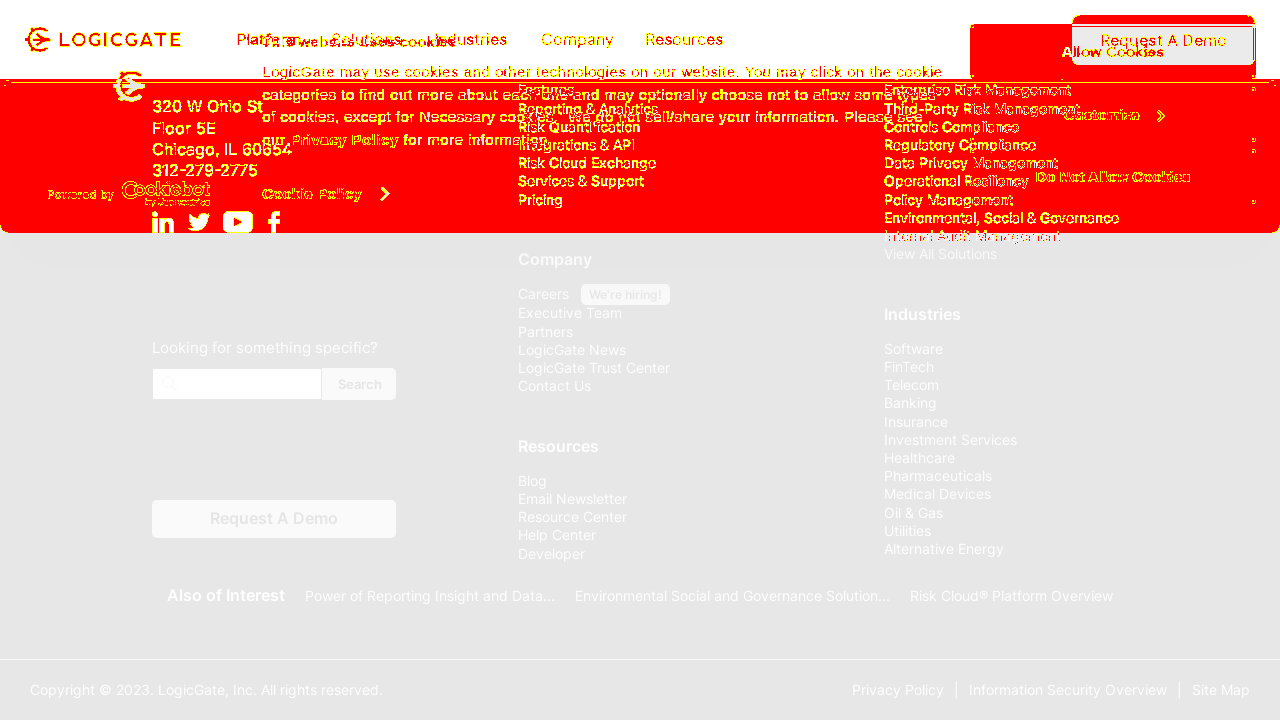 LOGICGATE
Platform Solutions Industries Company Resources
Request A Demo
This website uses cookies
Allow Cookies
LogicGate may use cookies and other technologies on our website. You may click on the cookie
categories to find out more about each one and may optionally choose not to allow some types
of cookies, except for Necessary cookies. We do not sell/share your information. Please see
our Privacy Policy for more information.
Customize
Do Not Allow Cookies
Cookie Policy
Powered by Cookiebot
by Usercentrics
320 W Ohio St
Floor 5E
Chicago, IL 60654
312-279-2775
Looking for something specific?
Search
Request A Demo
Features
Reporting & Analytics
Risk Quantification
Integrations & API
Risk Cloud Exchange
Services & Support
Pricing
Company
Careers We're hiring!
Executive Team
Partners
LogicGate News
LogicGate Trust Center
Contact Us
Resources
Blog
Email Newsletter
Resource Center
Help Center
Developer
Enterprise Risk Management
Third-Party Risk Management
Controls Compliance
Regulatory Compliance
Data Privacy Management
Operational Resiliency
Policy Management
Environmental, Social & Governance
Internal Audit Management
View All Solutions
Industries
Software
FinTech
Telecom
Banking
Insurance
Investment Services
Healthcare
Pharmaceuticals
Medical Devices
Oil & Gas
Utilities
Alternative Energy
Also of Interest Power of Reporting Insight and Data... Environmental Social and Governance Solution... Risk Cloud® Platform Overview
Copyright © 2023. LogicGate, Inc. All rights reserved. Privacy Policy | Information Security Overview | Site Map